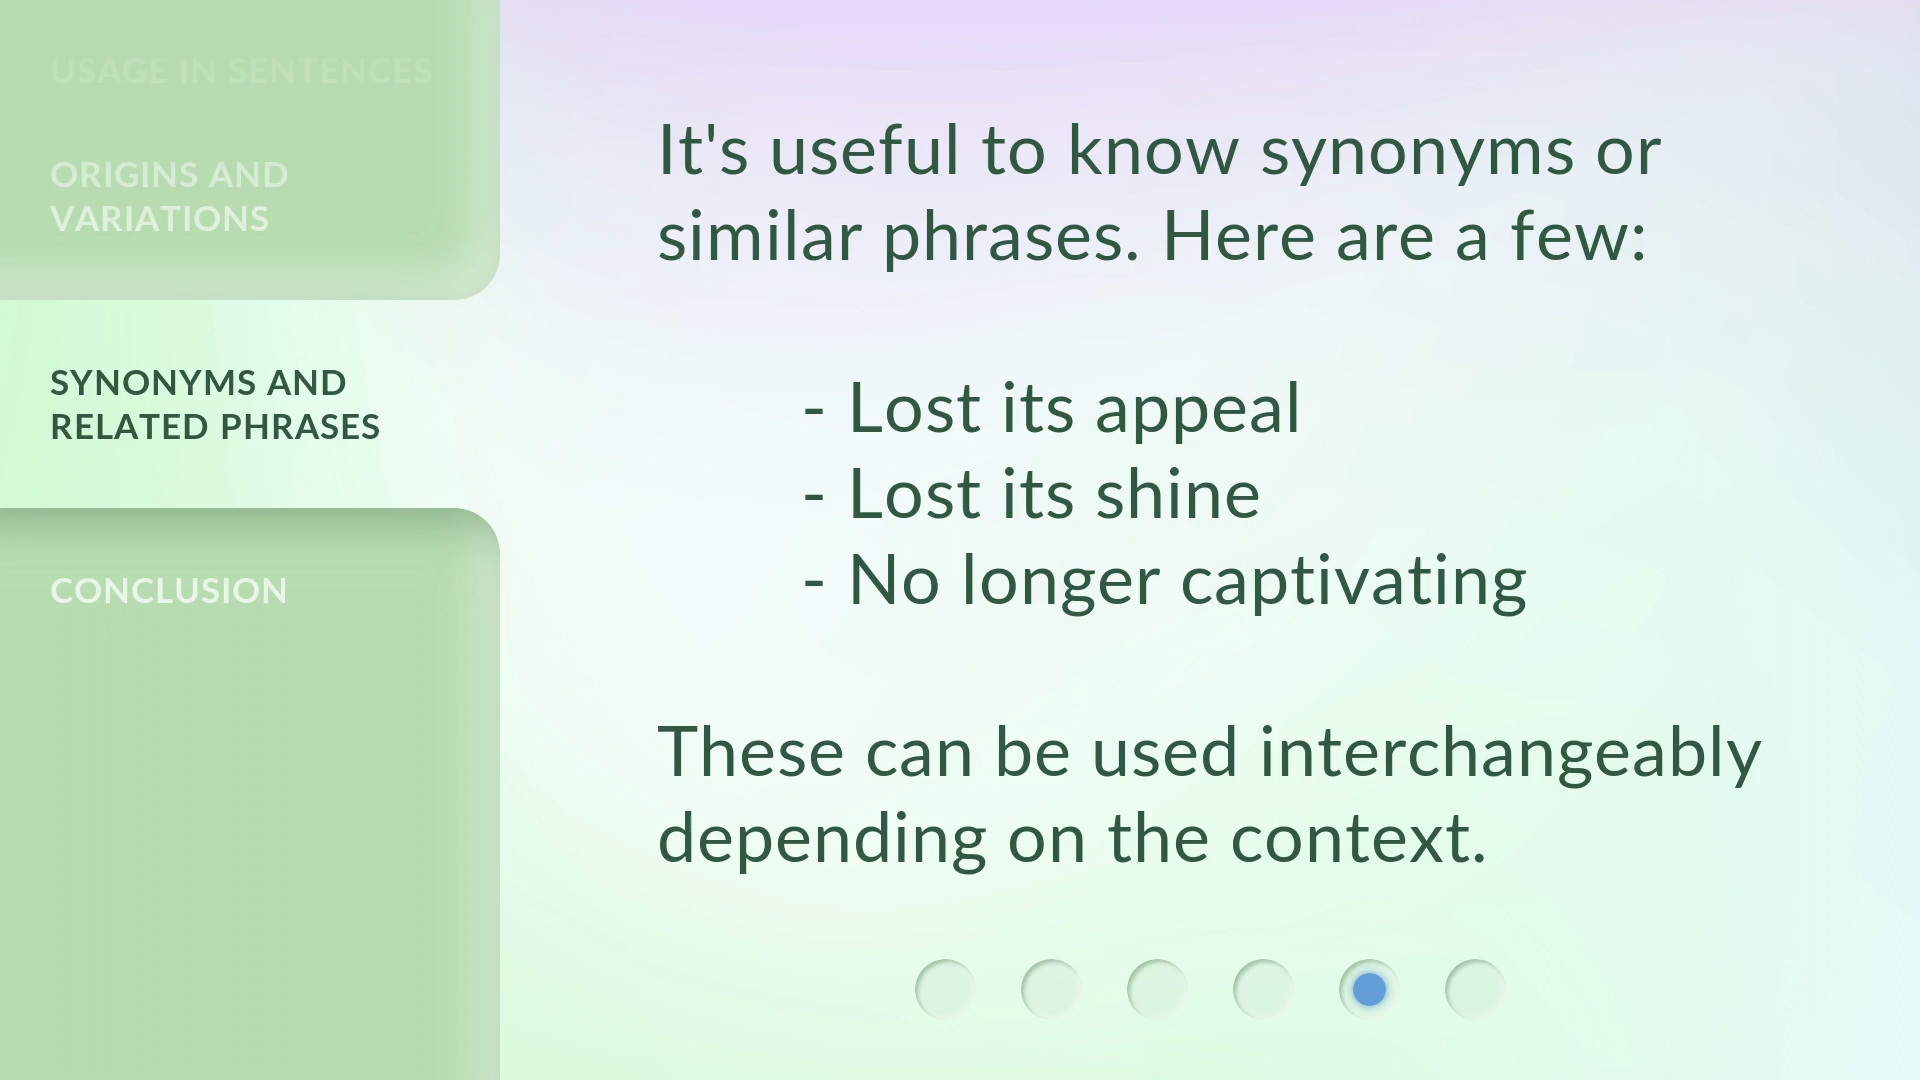 USAGE IN SENTENCES
ORIGINS AND
VARIATIONS
SYNONYMS AND
RELATED PHRASES
CONCLUSION
It's useful to know synonyms or
similar phrases. Here are a few:
- Lost its appeal
- Lost its shine
- No longer captivating
These can be used interchangeably
depending on the context.